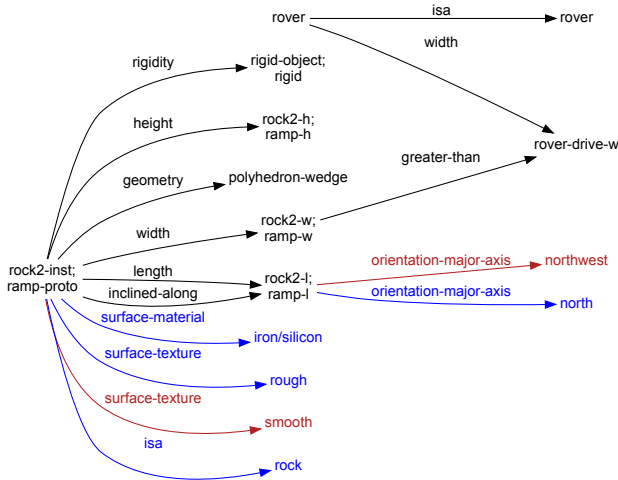 rover
isa
rover
width
rigidity
rigid-object;
rigid
height
rock2-h;
ramp-h
rover-drive-w
greater-than
geometry
polyhedron-wedge
width
rock2-w;
ramp-w
rock2-inst;
ramp-proto
length
inclined-along
rock2-l;
ramp-l
orientation-major-axis
northwest
orientation-major-axis
north
surface-material
iron/silicon
surface-texture
rough
surface-texture
smooth
isa
rock